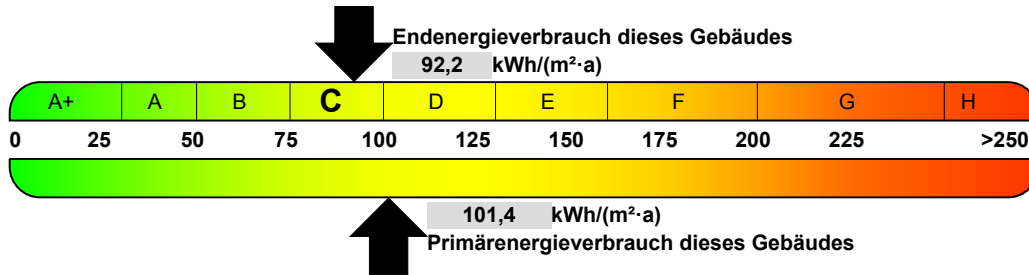 Endenergieverbrauch dieses Gebäudes
92,2 kWh/(m²·a)
A+ A B C D E F G H
0 25 50 75 100 125 150 175 200 225 >250
101,4 kWh/(m²·a)
Primärenergieverbrauch dieses Gebäudes